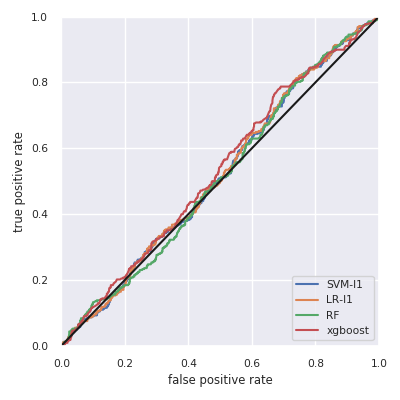 1.0
0.8
0.6
0.4
0.2
0.0
true positive rate
0.0 0.2 0.4 0.6 0.8 1.0
false positive rate
SVM-l1
LR-l1
RF
xgboost